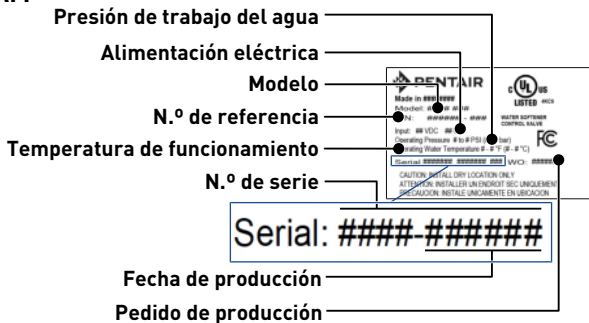 Presión de trabajo del agua
Alimentación eléctrica
Modelo
N.º de referencia
Temperatura de funcionamiento
N.º de serie
Fecha de producción
Pedido de producción
PENTAIR
Made in ########
Model:
N:
Input: ## VDC ##
Operating Pressure # to # PSI bar)
rating Water Temperature # - # °F (# - # °C)
Serial ####### ####### ### WO: #####
c UL US
LISTED
WATER SOFTENER
CONTROL VALVE
FC
CAUTION: INSTALL DRY LOCATION ONLY
ATTENTION: INSTALLER UN ENDROIT SEC UNIQUEMENT
PRECAUCION: INSTALE UNICAMENTE EN UBICACION
Serial: ####-######